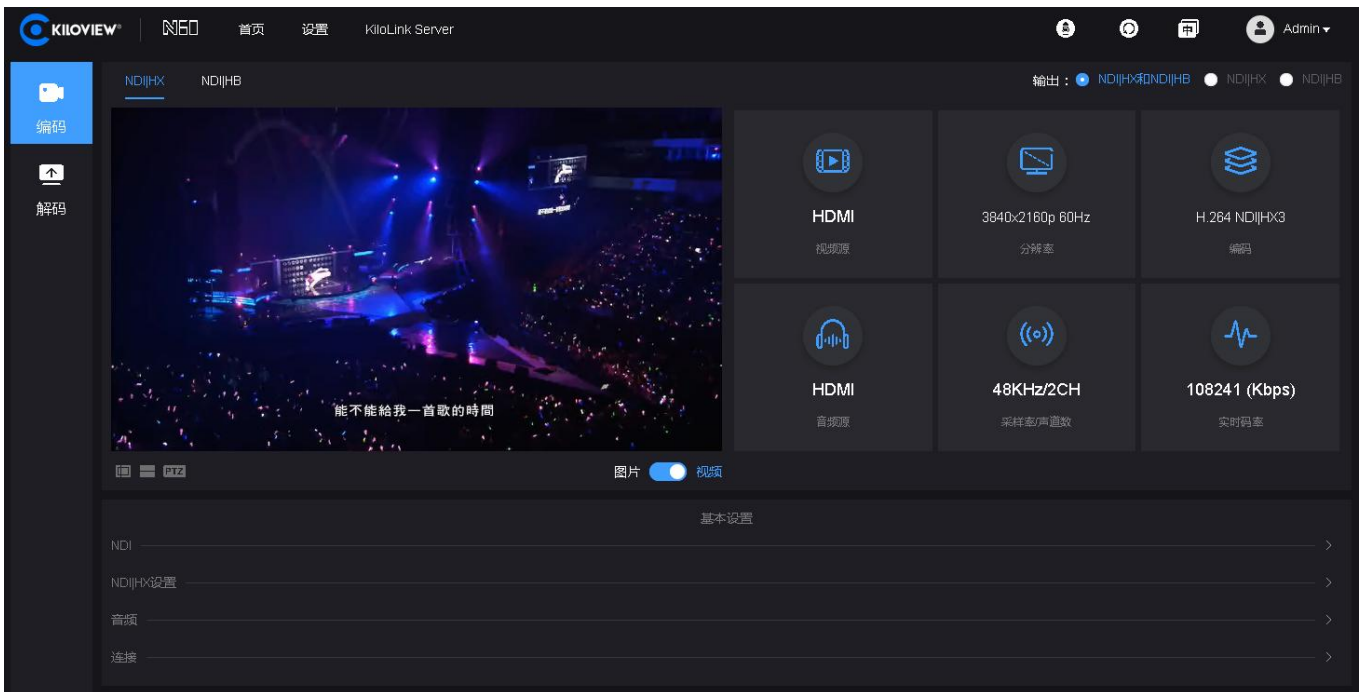 KILOVIEW® N60 首页 设置 KiloLink Server 中 Admin
编码
解码
NDI|HX NDI|HB 输出： NDI|HX和NDI|HB NDI|HX NDI|HB
能不能給我一首歌的時間
HDMI
视频源
3840x2160p 60Hz
分辨率
H.264 NDI|HX3
编码
HDMI
音频源
48KHz/2CH
采样率/声道数
108241 (Kbps)
实时码率
PTZ 图片 视频
基本设置
NDI
NDI|HX设置
音频
连接